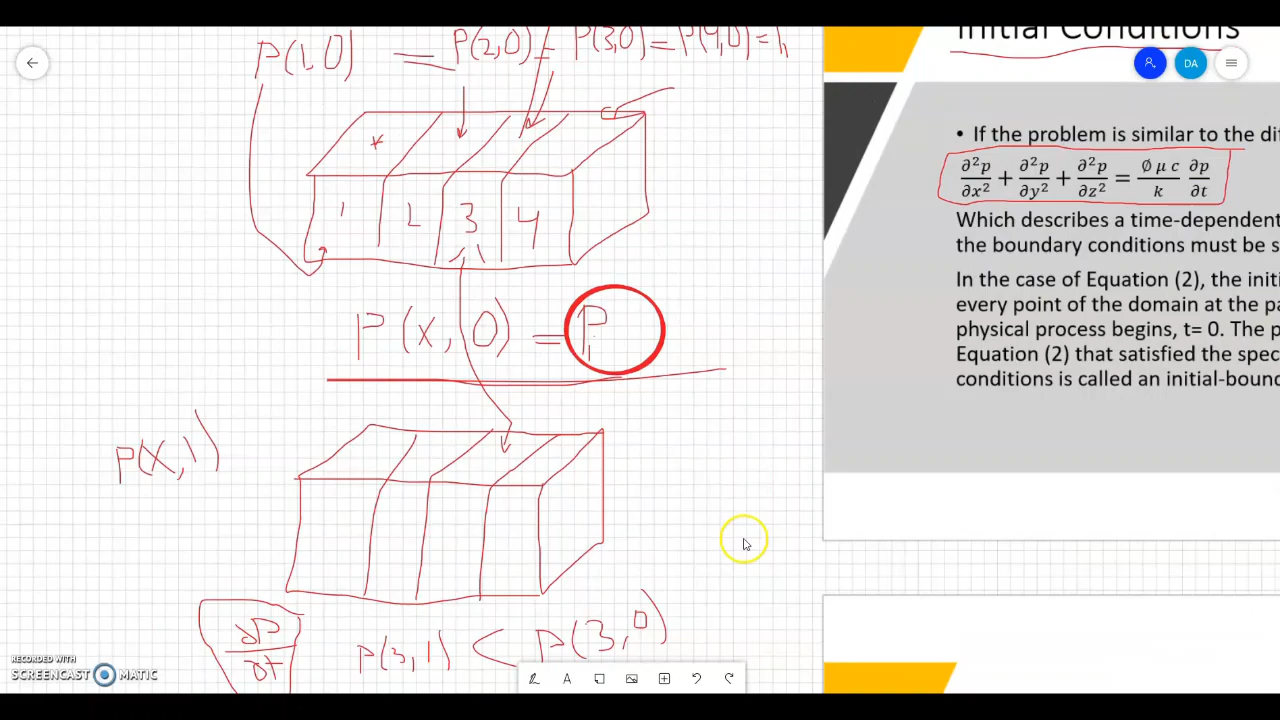 P(1,0) = P(2,0) = P(3,0) = P(4,0) = 1,
*
1 2 3 4
P(x,0) = P
P(x,1)
∂P
∂t
P(3,1) < P(3,0)
RECORDED WITH
SCREENCAST MATIC
A
Initial Conditions
DA
• If the problem is similar to the di
∂²p/∂x² + ∂²p/∂y² + ∂²p/∂z² = ∅ μ c/k ∂p/∂t
Which describes a time-dependent
the boundary conditions must be s
In the case of Equation (2), the initi
every point of the domain at the pa
physical process begins, t= 0. The p
Equation (2) that satisfied the spec
conditions is called an initial-bound